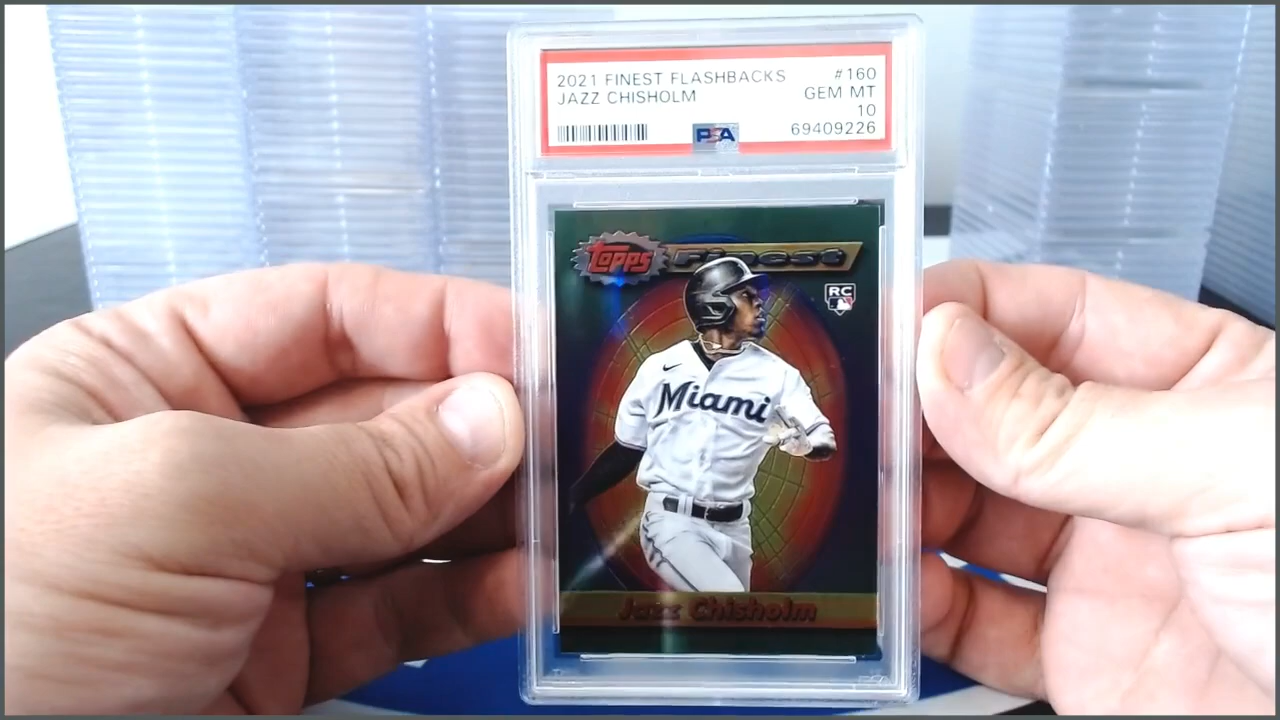 2021 FINEST FLASHBACKS #160
JAZZ CHISHOLM GEM MT
10
PSA 69409226
Topps Finest
RC
Miami
Jazz Chisholm